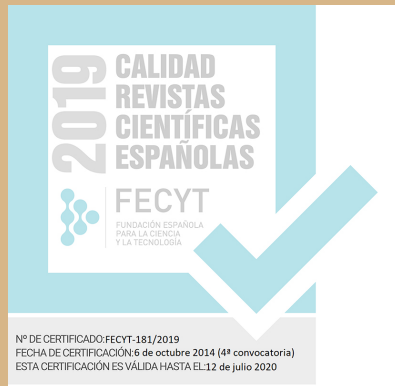 2019
CALIDAD
REVISTAS
CIENTÍFICAS
ESPAÑOLAS
FECYT
FUNDACIÓN ESPAÑOLA
PARA LA CIENCIA
Y LA TECNOLOGÍA
Nº DE CERTIFICADO:FECYT-181/2019
FECHA DE CERTIFICACIÓN:6 de octubre 2014 (4ª convocatoria)
ESTA CERTIFICACIÓN ES VÁLIDA HASTA EL:12 de julio 2020